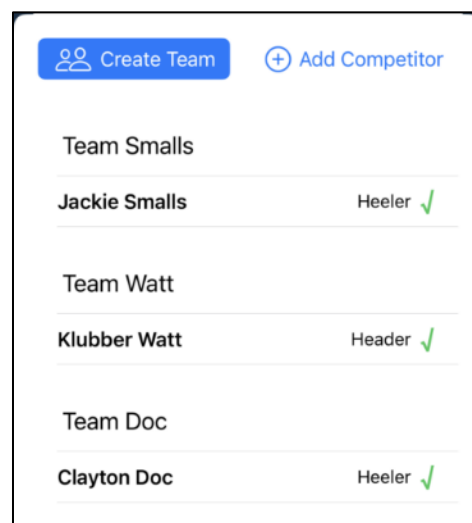 Create Team Add Competitor
Team Smalls
Jackie Smalls Heeler
Team Watt
Klubber Watt Header
Team Doc
Clayton Doc Heeler